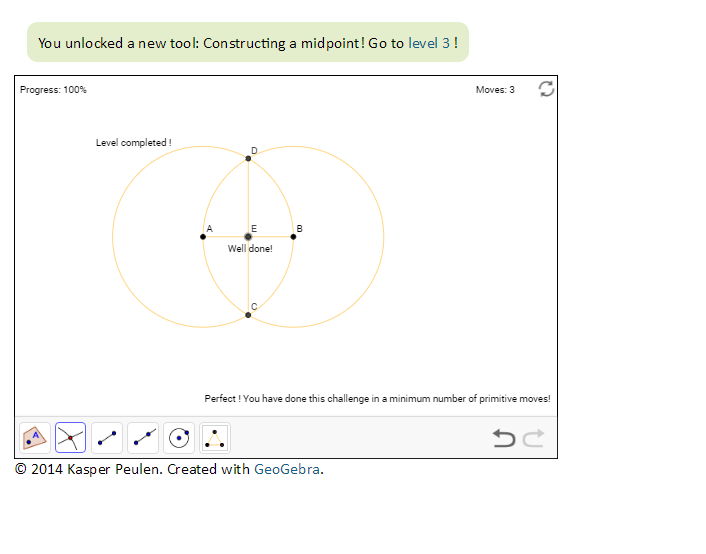 You unlocked a new tool: Constructing a midpoint! Go to level 3 !
Progress: 100%
Moves: 3
Level completed !
D
A
E
B
Well done!
C
Perfect ! You have done this challenge in a minimum number of primitive moves!
A
© 2014 Kasper Peulen. Created with GeoGebra.